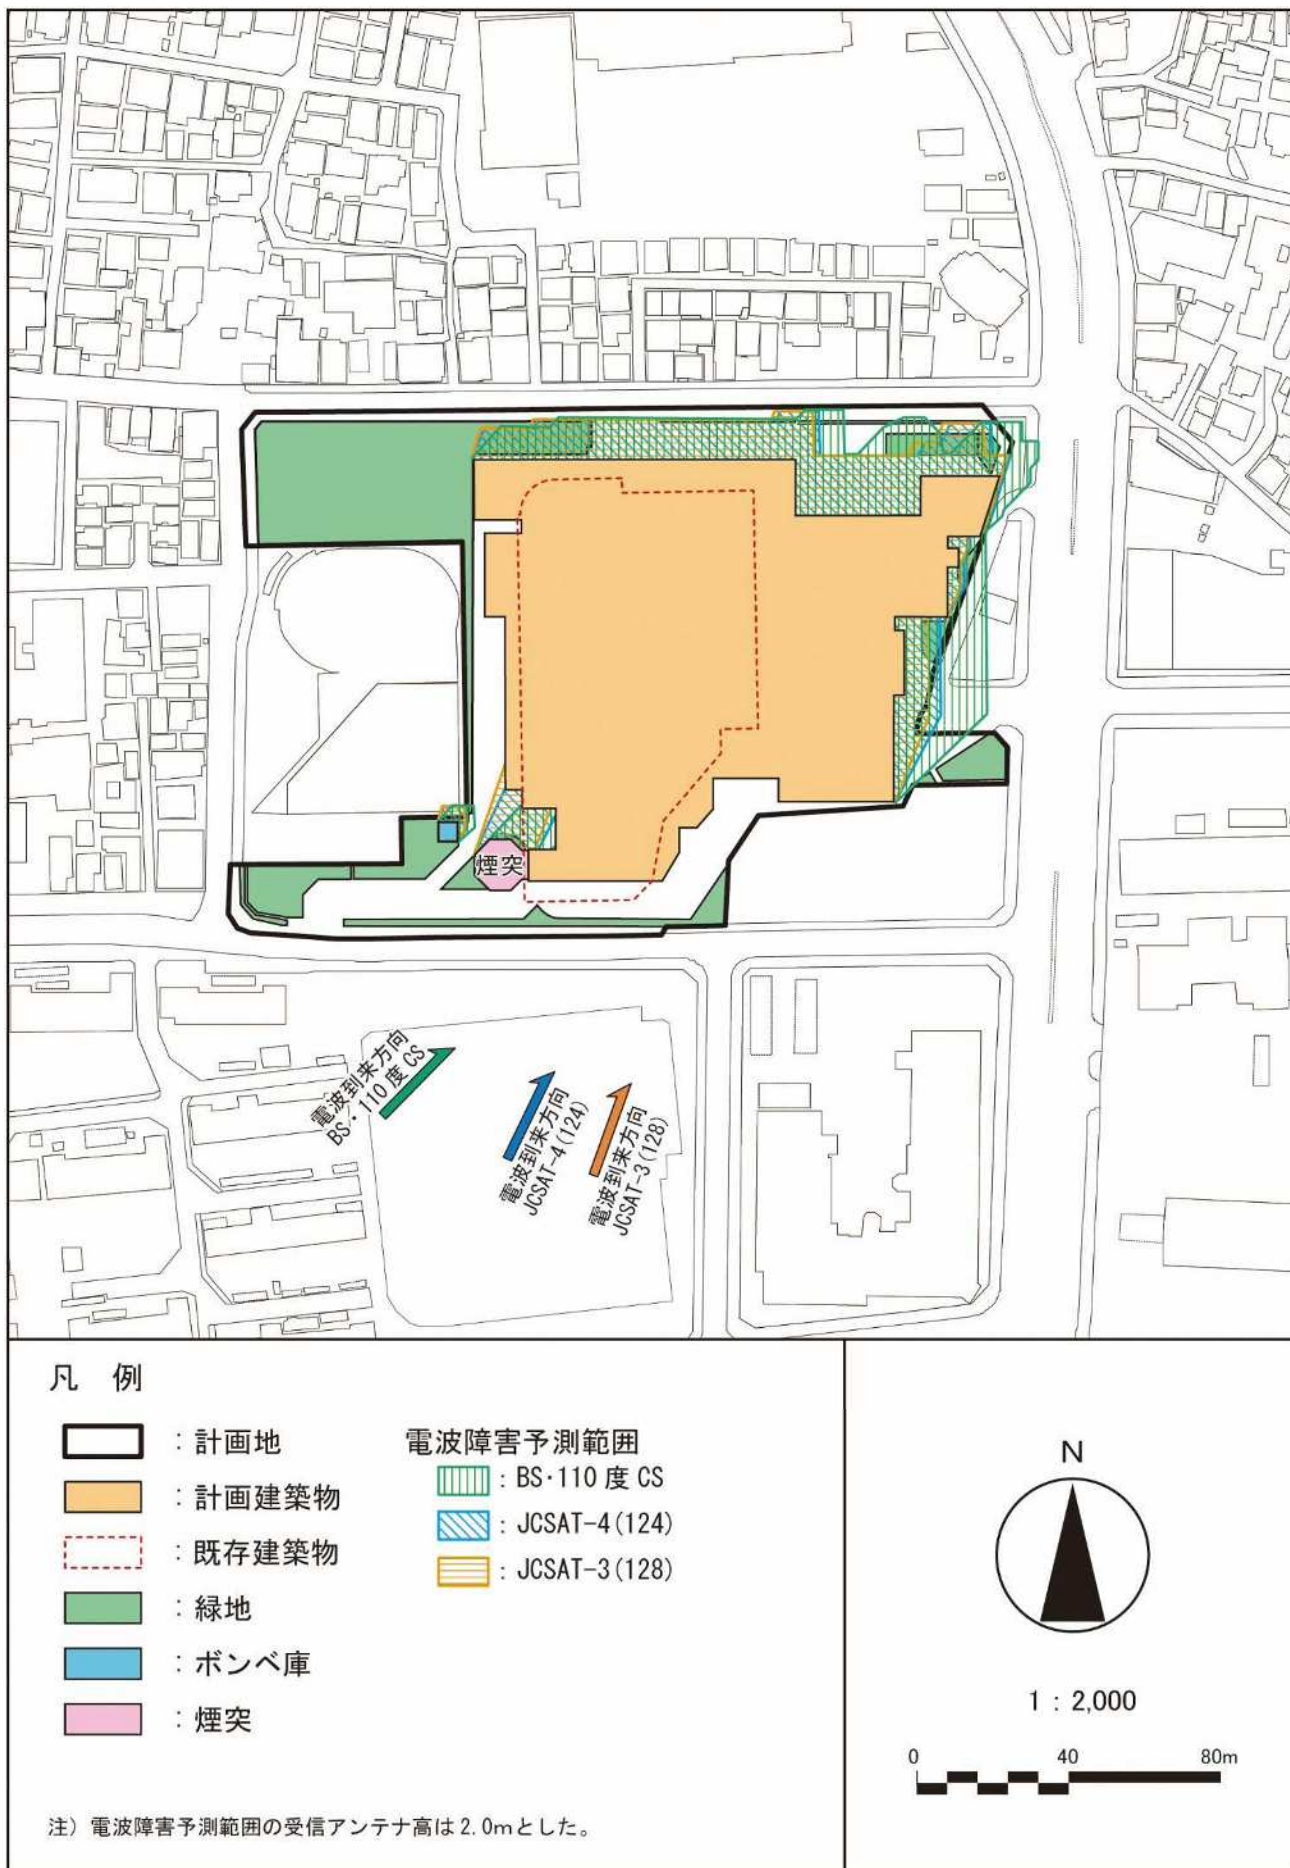 煙突
電波到来方向
BS・110度CS
電波到来方向
JCSAT-4(124)
電波到来方向
JCSAT-3(128)
凡 例
：計画地
：計画建築物
：既存建築物
：緑地
：ボンベ庫
：煙突
電波障害予測範囲
：BS・110度CS
：JCSAT-4(124)
：JCSAT-3(128)
注）電波障害予測範囲の受信アンテナ高は2.0mとした。
N
1：2,000
0 40 80m